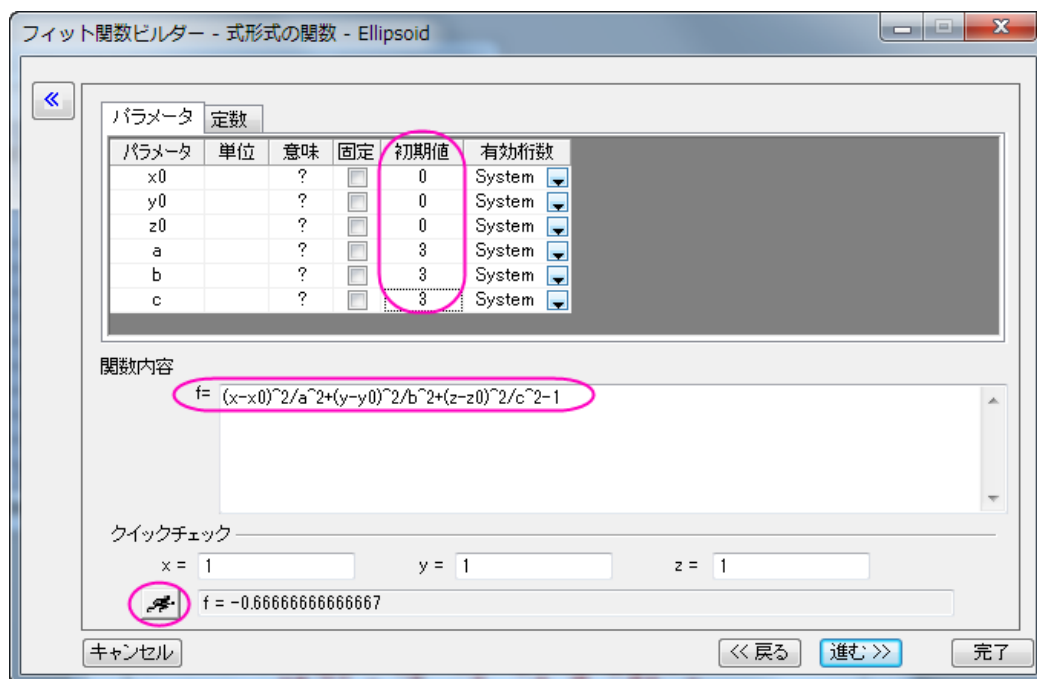 フィット関数ビルダー - 式形式の関数 - Ellipsoid
パラメータ 定数
パラメータ 単位 意味 固定 初期値 有効桁数
x0 ? 0 System
y0 ? 0 System
z0 ? 0 System
a ? 3 System
b ? 3 System
c ? 3 System
関数内容
f= (x-x0)^2/a^2+(y-y0)^2/b^2+(z-z0)^2/c^2-1
クイックチェック
x = 1 y = 1 z = 1
f = -0.66666666666667
キャンセル << 戻る 進む >> 完了